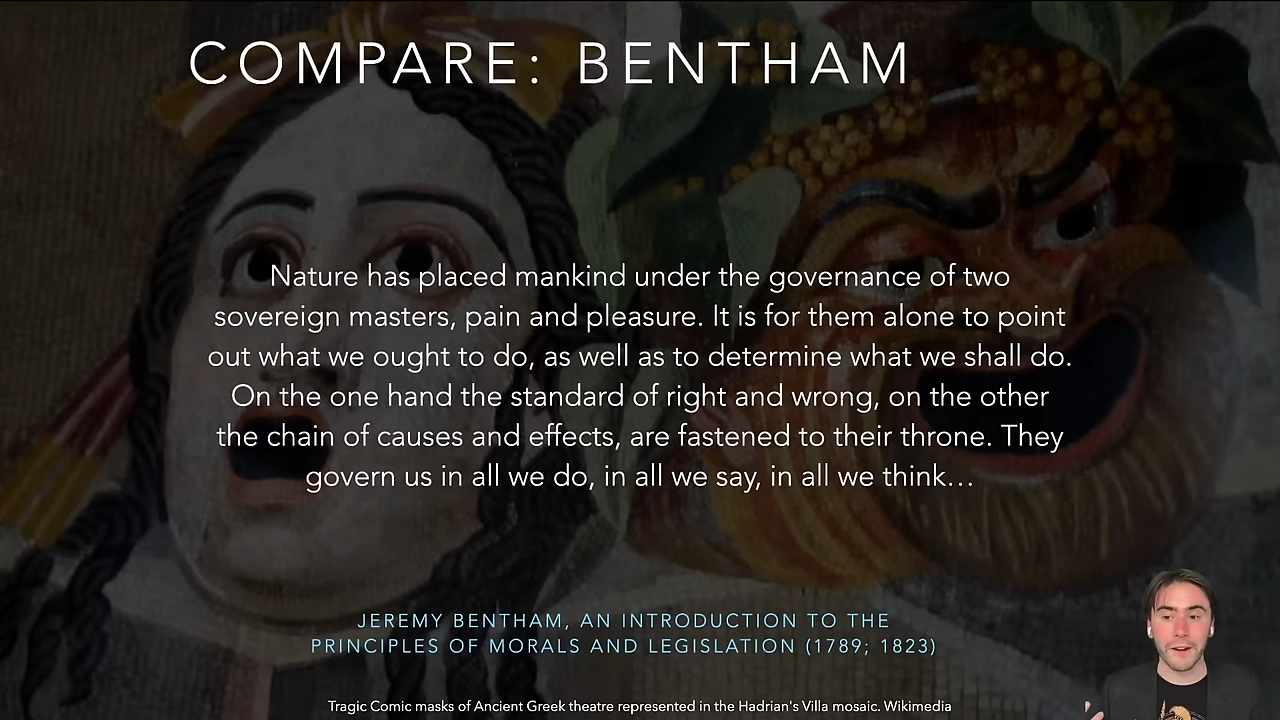 COMPARE: BENTHAM
Nature has placed mankind under the governance of two
sovereign masters, pain and pleasure. It is for them alone to point
out what we ought to do, as well as to determine what we shall do.
On the one hand the standard of right and wrong, on the other
the chain of causes and effects, are fastened to their throne. They
govern us in all we do, in all we say, in all we think…
JEREMY BENTHAM, AN INTRODUCTION TO THE
PRINCIPLES OF MORALS AND LEGISLATION (1789; 1823)
Tragic Comic masks of Ancient Greek theatre represented in the Hadrian's Villa mosaic. Wikimedia